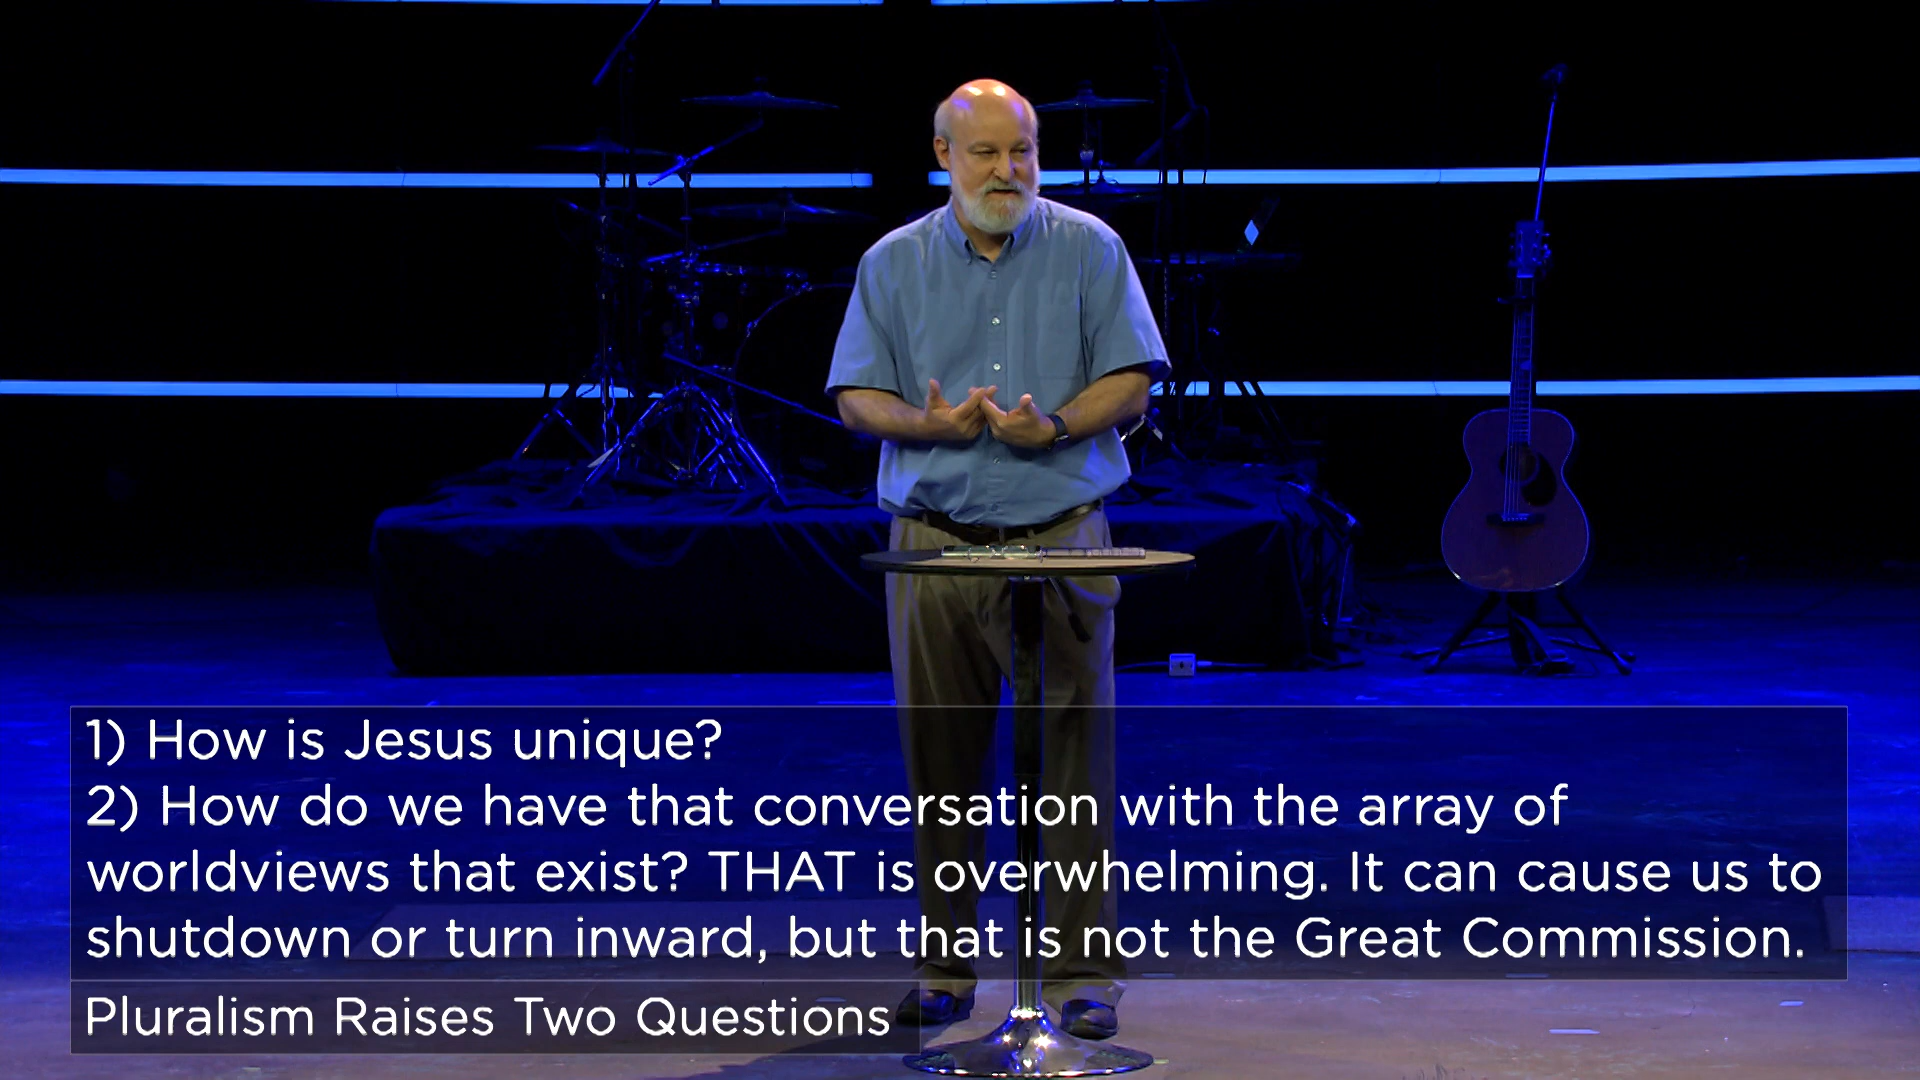 1) How is Jesus unique?
2) How do we have that conversation with the array of
worldviews that exist? THAT is overwhelming. It can cause us to
shutdown or turn inward, but that is not the Great Commission.
Pluralism Raises Two Questions